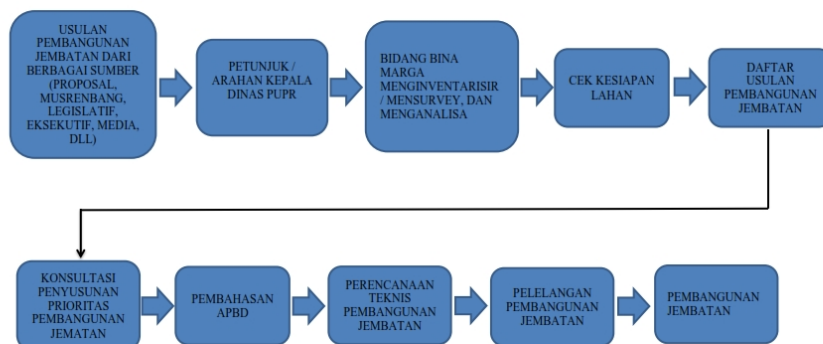 USULAN
PEMBANGUNAN
JEMBATAN DARI
BERBAGAI SUMBER
(PROPOSAL,
MUSRENBANG,
LEGISLATIF,
EKSEKUTIF, MEDIA,
DLL)
PETUNJUK /
ARAHAN KEPALA
DINAS PUPR
BIDANG BINA
MARGA
MENGINVENTARISIR
/ MENSURVEY, DAN
MENGANALISA
CEK KESIAPAN
LAHAN
DAFTAR
USULAN
PEMBANGUNAN
JEMBATAN
KONSULTASI
PENYUSUNAN
PRIORITAS
PEMBANGUNAN
JEMATAN
PEMBAHASAN
APBD
PERENCANAAN
TEKNIS
PEMBANGUNAN
JEMBATAN
PELELANGAN
PEMBANGUNAN
JEMBATAN
PEMBANGUNAN
JEMBATAN